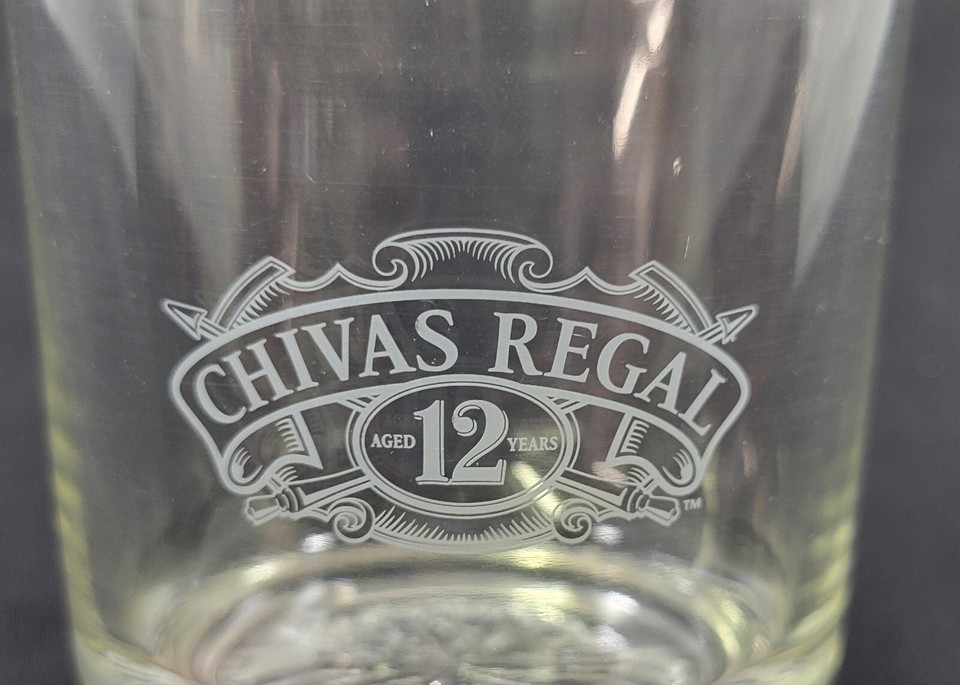 CHIVAS REGAL
AGED 12 YEARS
TM